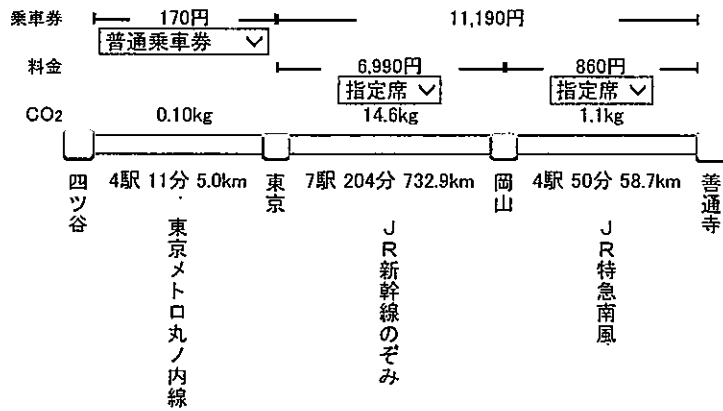 乗車券 170円 11,190円
普通乗車券
料金 6,990円 860円
指定席 指定席
CO2 0.10kg 14.6kg 1.1kg
四ツ谷 4駅 11分 5.0km 東京 7駅 204分 732.9km 岡山 4駅 50分 58.7km 善通寺
東京メトロ丸ノ内線
JR新幹線のぞみ
JR特急南風